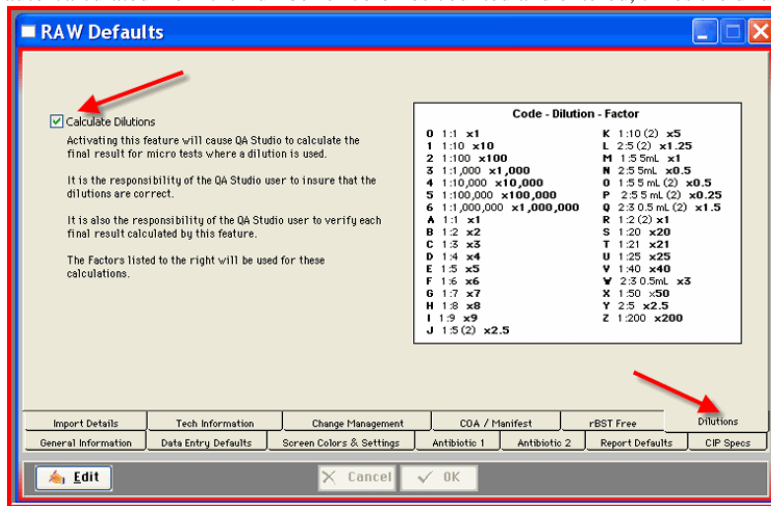 RAW Defaults
Calculate Dilutions
Activating this feature will cause QA Studio to calculate the
final result for micro tests where a dilution is used.
It is the responsibility of the QA Studio user to insure that the
dilutions are correct.
It is also the responsibility of the QA Studio user to verify each
final result calculated by this feature.
The Factors listed to the right will be used for these
calculations.
Code - Dilution - Factor
0 1:1 x1
1 1:10 x10
2 1:100 x100
3 1:1,000 x1,000
4 1:10,000 x10,000
5 1:100,000 x100,000
6 1:1,000,000 x1,000,000
A 1:1 x1
B 1:2 x2
C 1:3 x3
D 1:4 x4
E 1:5 x5
F 1:6 x6
G 1:7 x7
H 1:8 x8
I 1:9 x9
J 1:5 (2) x2.5
K 1:10 (2) x5
L 2:5 (2) x1.25
M 1:5 5mL x1
N 2:5 5mL x0.5
O 1:5 5 mL (2) x0.5
P 2:5 5 mL (2) x0.25
Q 2:3 0.5 mL (2) x1.5
R 1:2 (2) x1
S 1:20 x20
T 1:21 x21
U 1:25 x25
V 1:40 x40
W 2:3 0.5mL x3
X 1:50 x50
Y 2:5 x2.5
Z 1:200 x200
Import Details
Tech Information
Change Management
COA / Manifest
rBST Free
Dilutions
General Information
Data Entry Defaults
Screen Colors & Settings
Antibiotic 1
Antibiotic 2
Report Defaults
CIP Specs
Edit
Cancel
OK